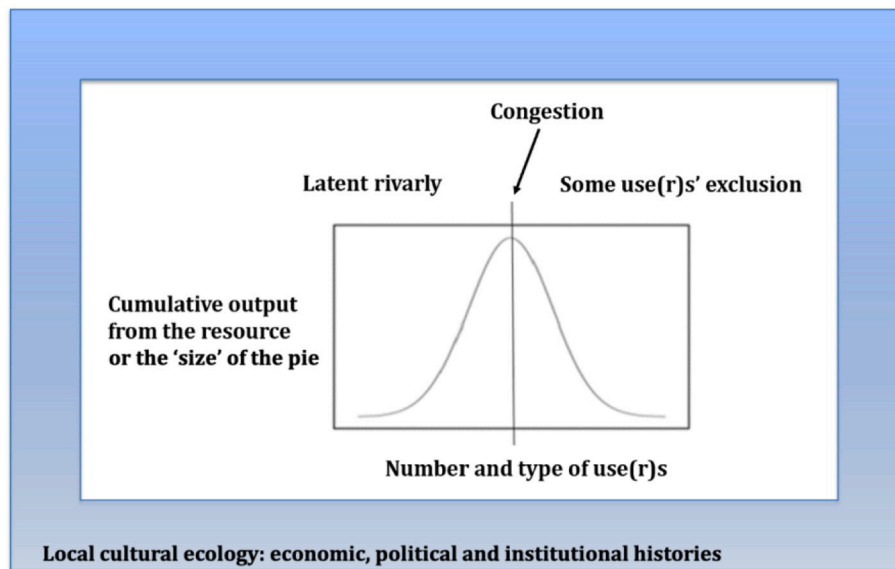 Congestion
Latent rivarly
Some use(r)s’ exclusion
Cumulative output
from the resource
or the ‘size’ of the pie
Number and type of use(r)s
Local cultural ecology: economic, political and institutional histories